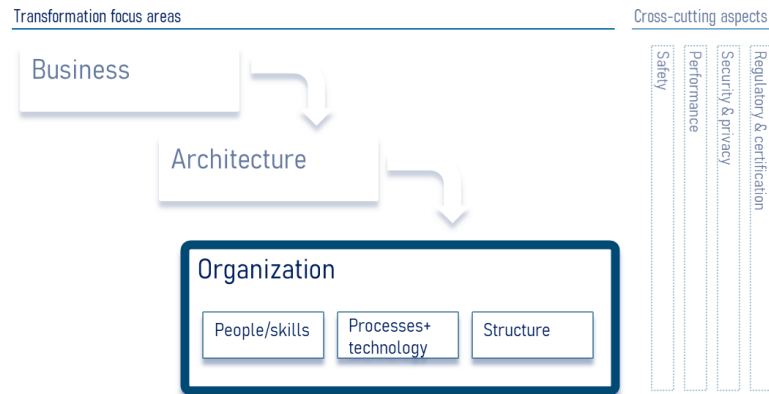 Transformation focus areas
Cross-cutting aspects
Business
Architecture
Organization
People/skills
Processes+
technology
Structure
Safety
Performance
Security & privacy
Regulatory & certification